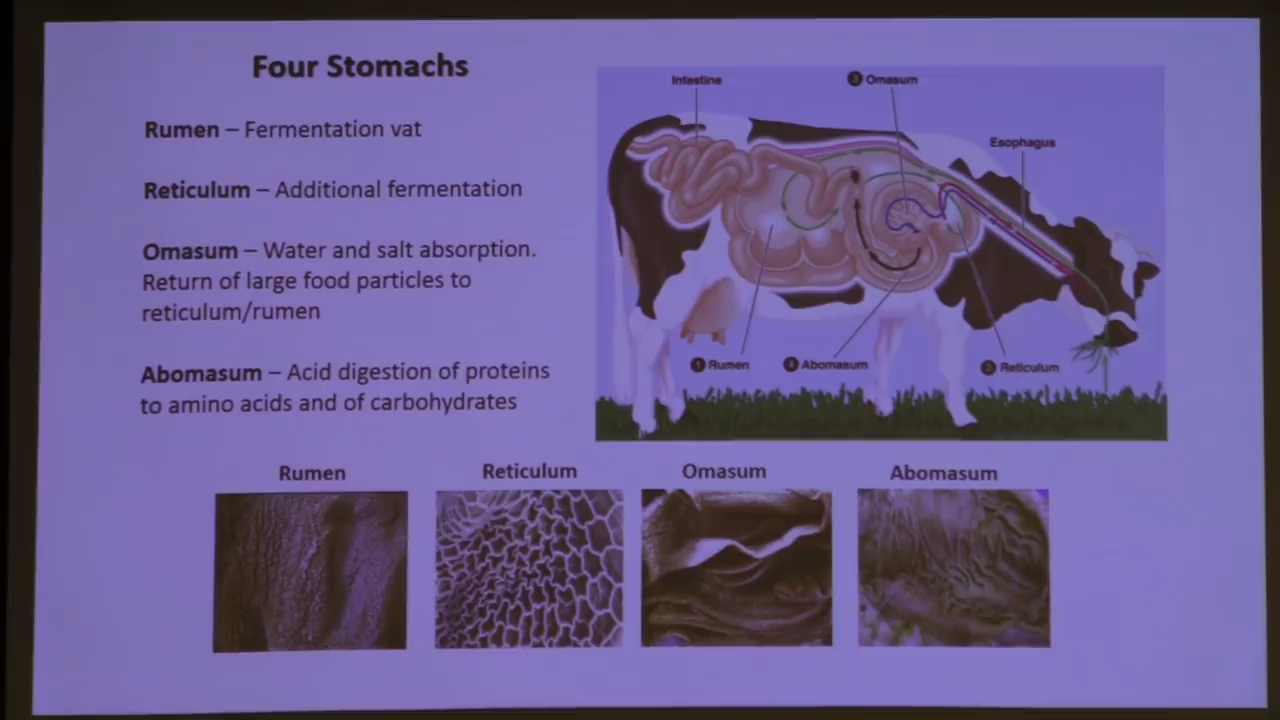 Four Stomachs
Rumen – Fermentation vat
Reticulum – Additional fermentation
Omasum – Water and salt absorption.
Return of large food particles to
reticulum/rumen
Abomasum – Acid digestion of proteins
to amino acids and of carbohydrates
Intestine
3 Omasum
Esophagus
1 Rumen
4 Abomasum
2 Reticulum
Rumen
Reticulum
Omasum
Abomasum